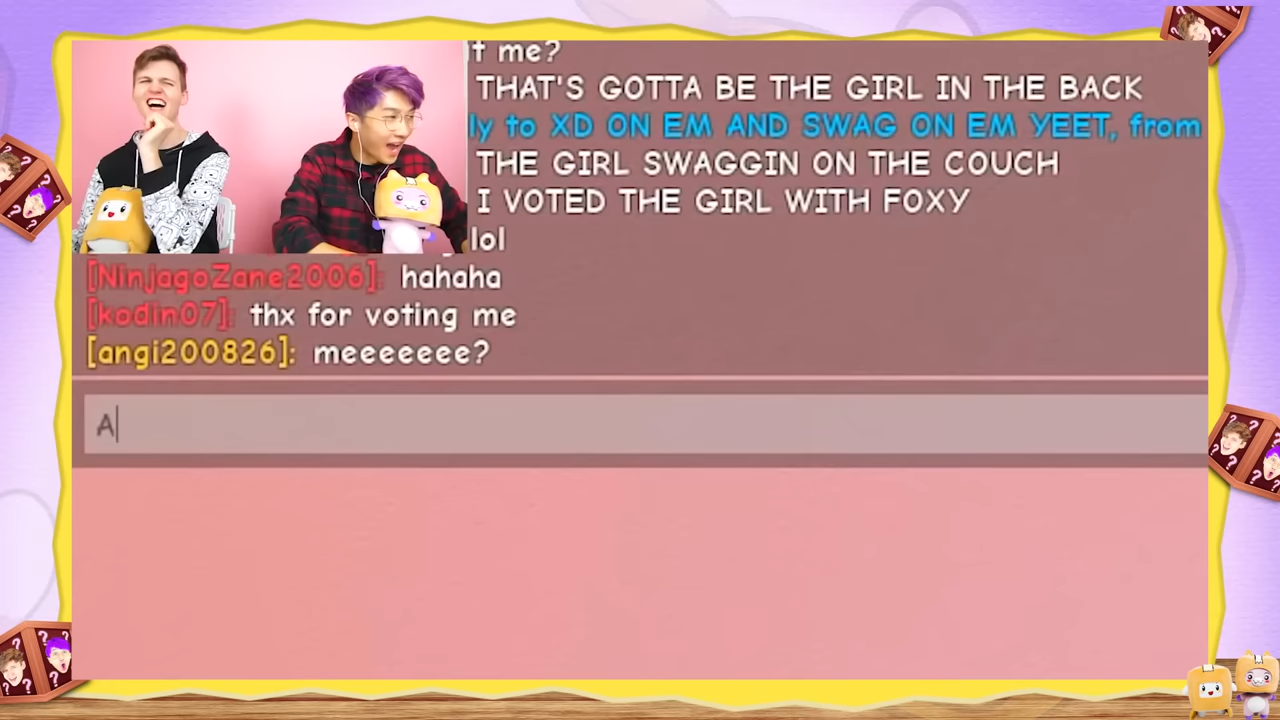 t me?
THAT'S GOTTA BE THE GIRL IN THE BACK
ly to XD ON EM AND SWAG ON EM YEET, from
THE GIRL SWAGGIN ON THE COUCH
I VOTED THE GIRL WITH FOXY
lol
[NinjagoZane2006]: hahaha
[kodin07]: thx for voting me
[angi200826]: meeeeeee?
A